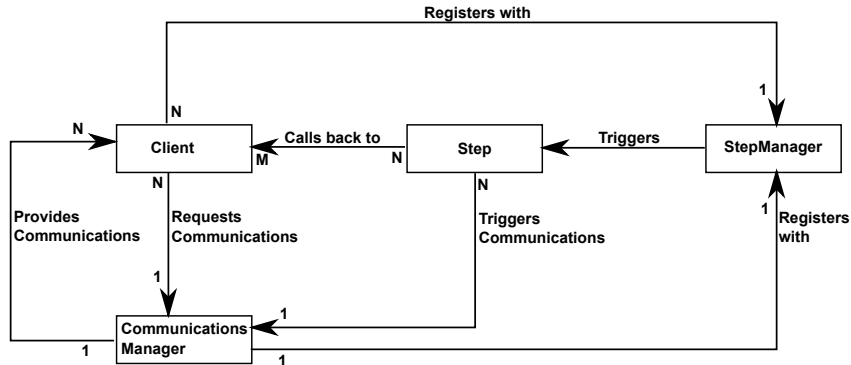 Registers with
N
1
N
Client
Calls back to
Step
Triggers
StepManager
M
N
N
N
1
Provides
Communications
Requests
Communications
Triggers
Communications
Registers
with
1
1
Communications
Manager
1
1